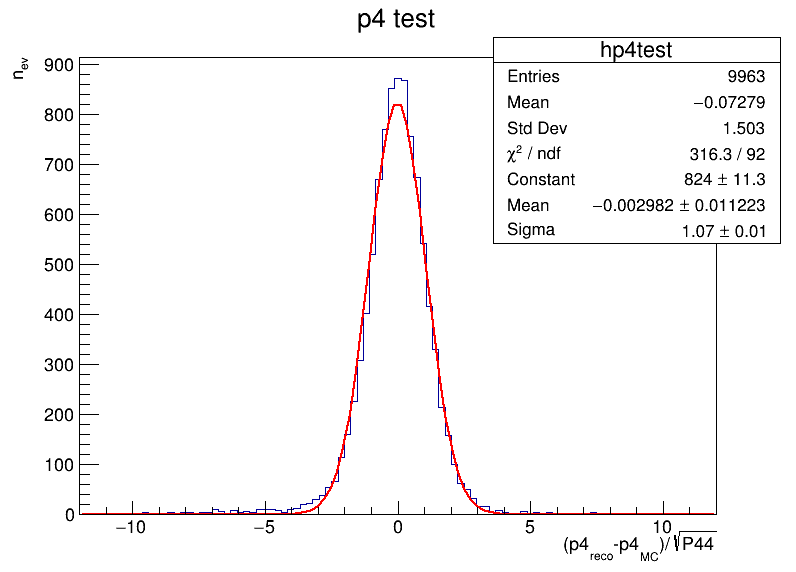 p4 test
hp4test
Entries 9963
Mean −0.07279
Std Dev 1.503
χ² / ndf 316.3 / 92
Constant 824 ± 11.3
Mean −0.002982 ± 0.011223
Sigma 1.07 ± 0.01
n_ev
900
800
700
600
500
400
300
200
100
0
−10 −5 0 5 10
(p4_reco-p4_MC)/√P44